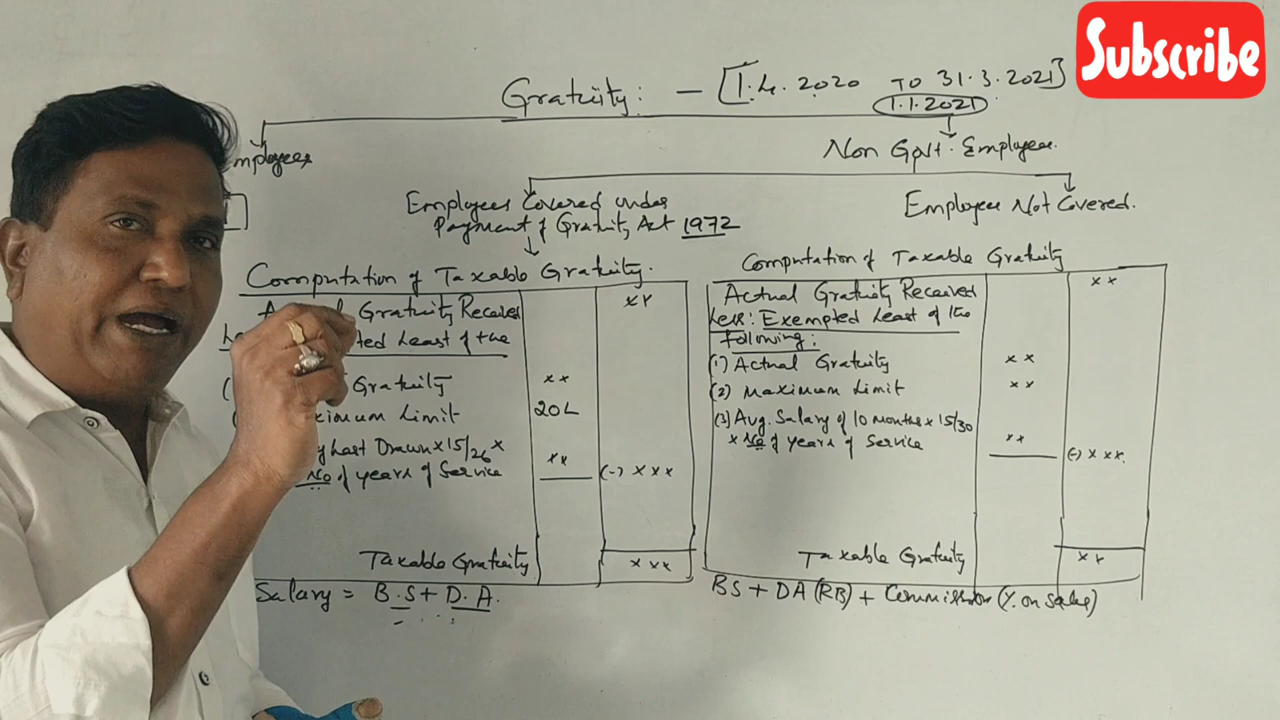 Subscribe
Gratuity: - [1.4.2020 TO 31.3.2021]
1.1.2021
mployees
Non Govt. Employees.
Employees Covered under
Payment of Gratuity Act 1972
Employee Not Covered.
Computation of Taxable Gratuity.
Actual Gratuity Received xx
ted Least of the
Gratuity xx
ximum Limit 20L
Last Drawn x 15/26 x xx
No of years of Service (-) xxx
Taxable Gratuity xxx
Salary = B.S + D.A.
Computation of Taxable Gratuity
Actual Gratuity Received xx
Less: Exempted Least of the
following:
(1) Actual Gratuity xx
(2) Maximum Limit xx
(3) Avg. Salary of 10 months x 15/30
x No of years of Service xx (-) xxx.
Taxable Gratuity xx
BS + DA (RB) + Commission (% on Sales)